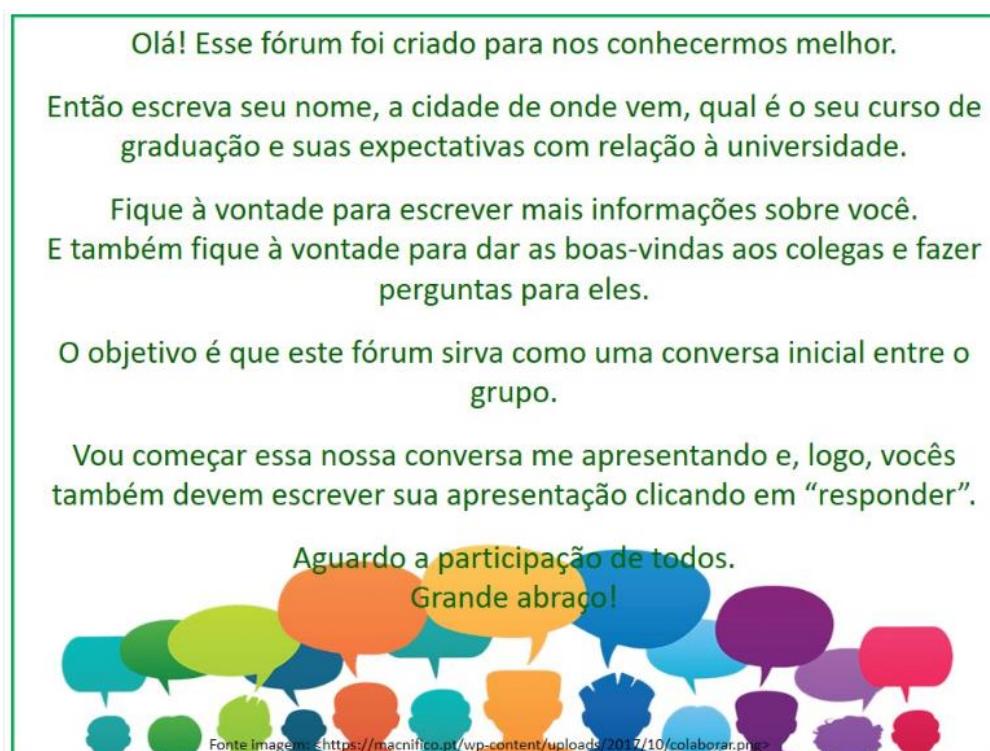 Olá! Esse fórum foi criado para nos conhecermos melhor.
Então escreva seu nome, a cidade de onde vem, qual é o seu curso de
graduação e suas expectativas com relação à universidade.
Fique à vontade para escrever mais informações sobre você.
E também fique à vontade para dar as boas-vindas aos colegas e fazer
perguntas para eles.
O objetivo é que este fórum sirva como uma conversa inicial entre o
grupo.
Vou começar essa nossa conversa me apresentando e, logo, vocês
também devem escrever sua apresentação clicando em “responder”.
Aguardo a participação de todos.
Grande abraço!
Fonte imagem: <https://macnifico.pt/wp-content/uploads/2017/10/colaborar.png>